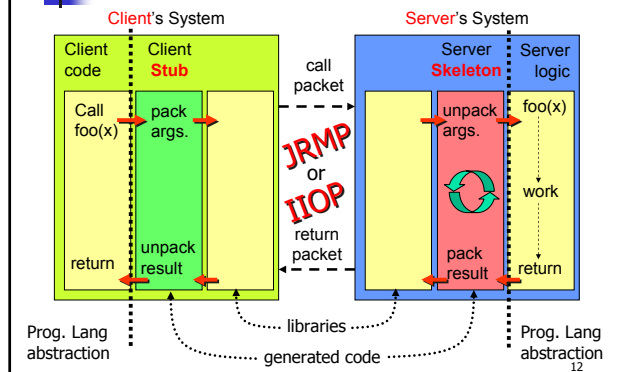 Client's System
Server's System
Client code
Client Stub
Call foo(x)
pack args.
unpack result
return
call packet
JRMP
or
IIOP
return packet
Server Skeleton
Server logic
unpack args.
foo(x)
work
pack result
return
libraries
generated code
Prog. Lang abstraction
Prog. Lang abstraction
12